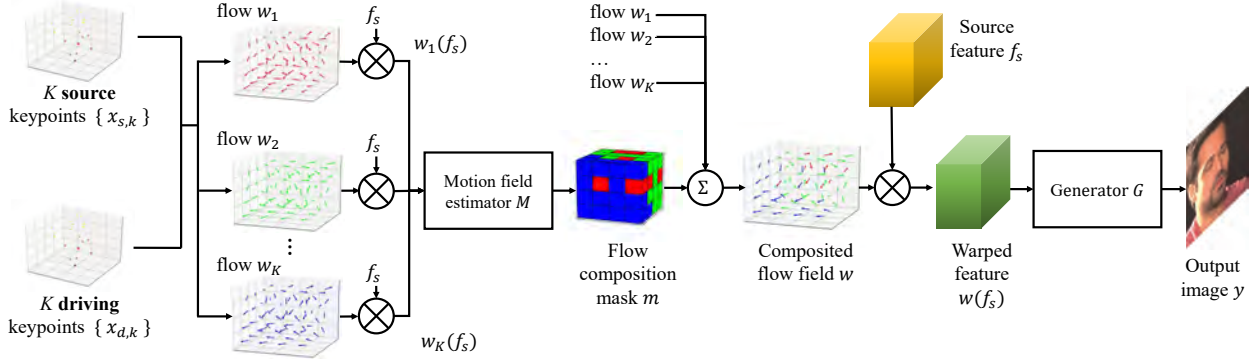 K source
keypoints { x_{s,k} }
K driving
keypoints { x_{d,k} }
flow w_1
f_s
w_1(f_s)
flow w_2
f_s
⋮
flow w_K
f_s
w_K(f_s)
Motion field
estimator M
Flow
composition
mask m
flow w_1
flow w_2
...
flow w_K
Σ
Composited
flow field w
Source
feature f_s
Warped
feature
w(f_s)
Generator G
Output
image y